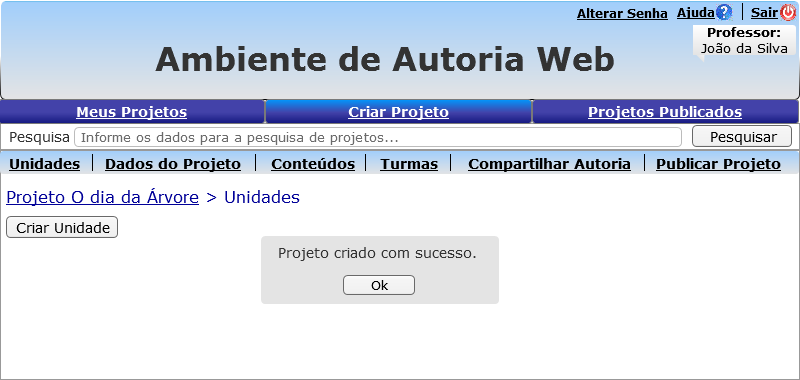 Alterar Senha Ajuda? Sair
Professor:
João da Silva
Ambiente de Autoria Web
Meus Projetos Criar Projeto Projetos Publicados
Pesquisa Informe os dados para a pesquisa de projetos... Pesquisar
Unidades Dados do Projeto Conteúdos Turmas Compartilhar Autoria Publicar Projeto
Projeto O dia da Árvore > Unidades
Criar Unidade
Projeto criado com sucesso.
Ok